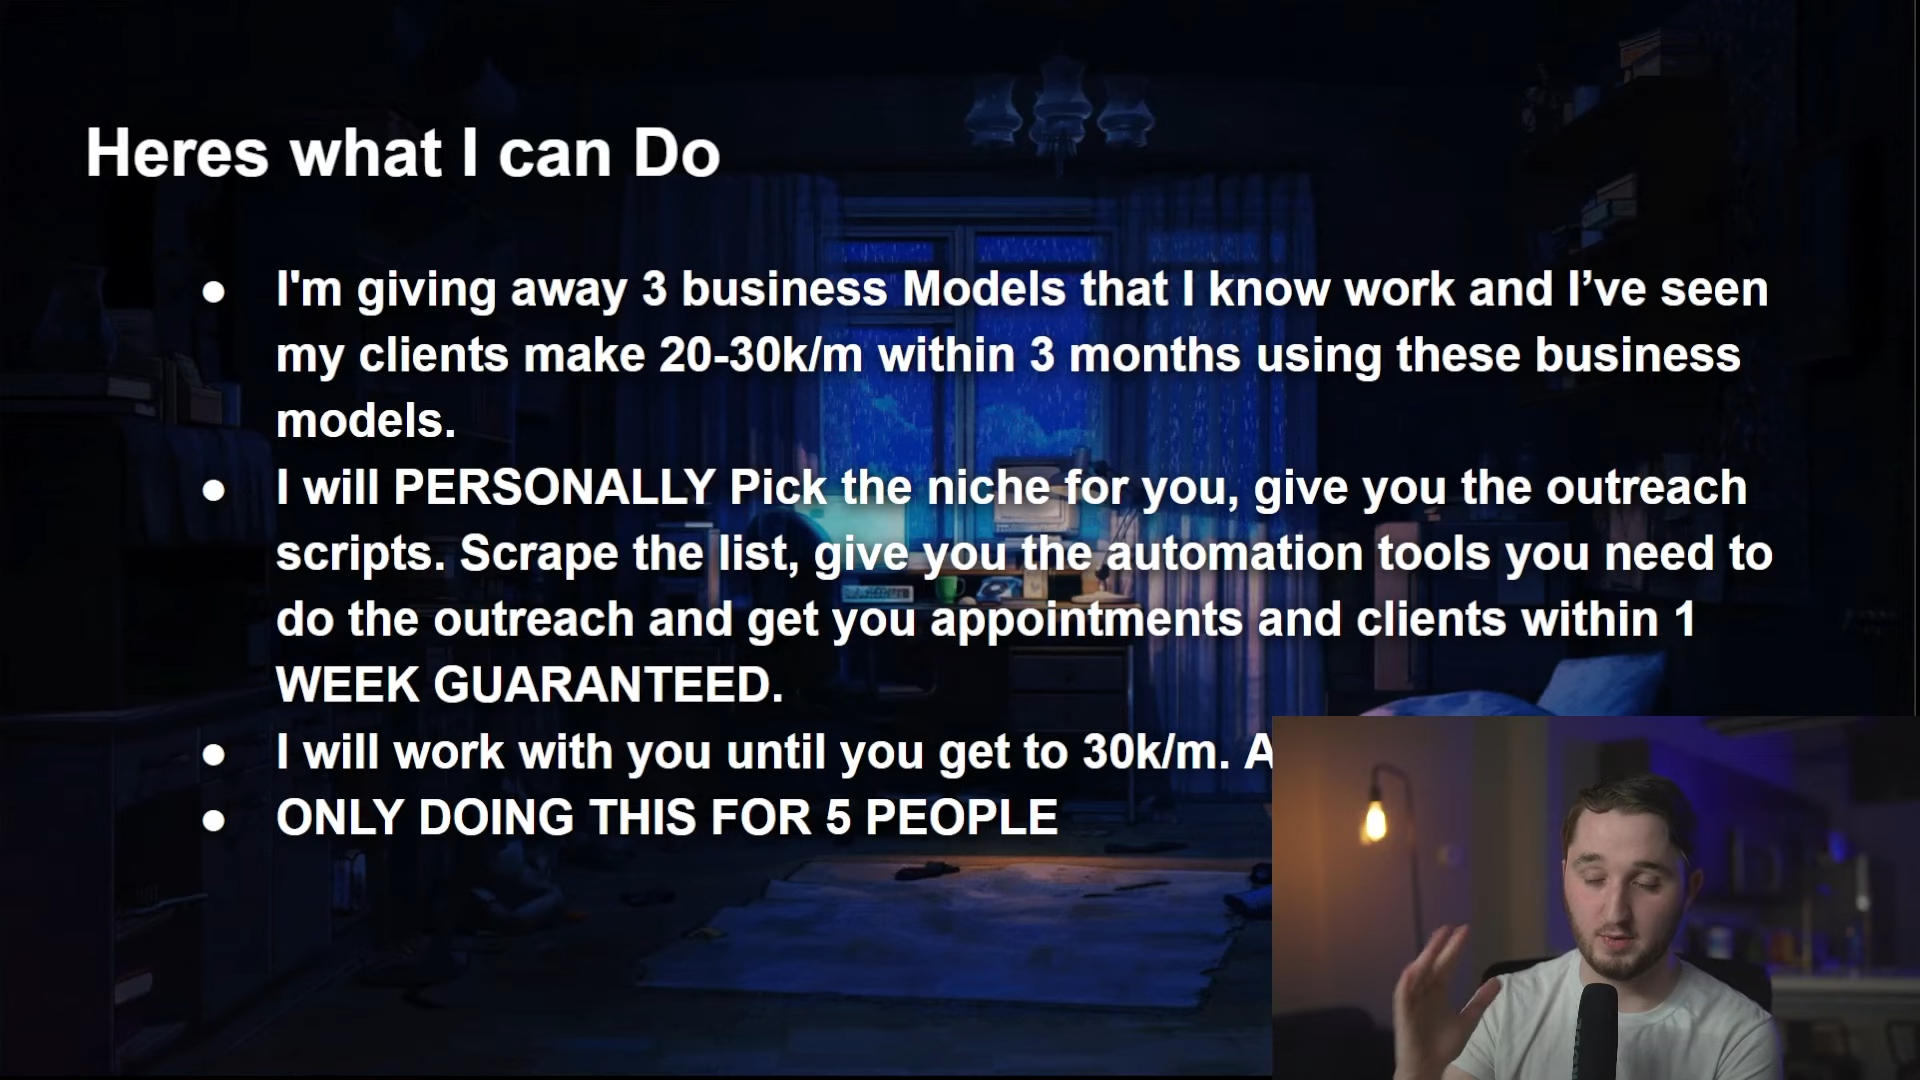 Heres what I can Do
● I'm giving away 3 business Models that I know work and I’ve seen
my clients make 20-30k/m within 3 months using these business
models.
● I will PERSONALLY Pick the niche for you, give you the outreach
scripts. Scrape the list, give you the automation tools you need to
do the outreach and get you appointments and clients within 1
WEEK GUARANTEED.
● I will work with you until you get to 30k/m.
● ONLY DOING THIS FOR 5 PEOPLE